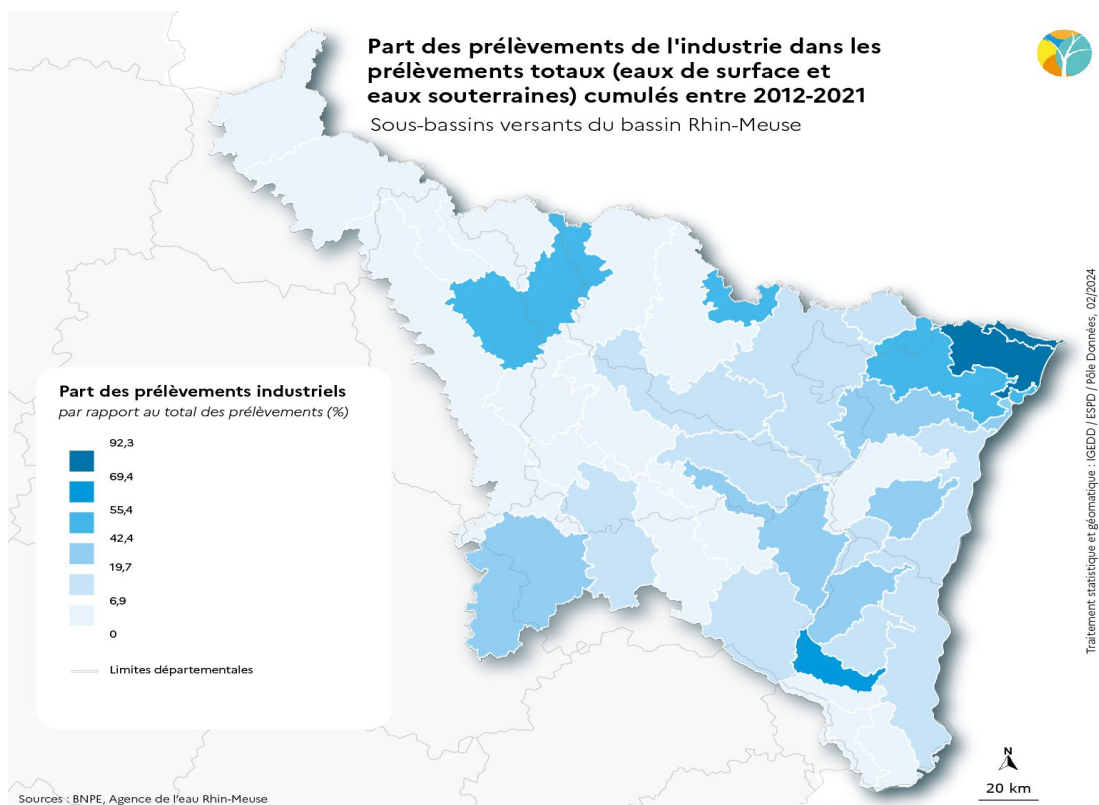 Part des prélèvements de l'industrie dans les
prélèvements totaux (eaux de surface et
eaux souterraines) cumulés entre 2012-2021
Sous-bassins versants du bassin Rhin-Meuse
Part des prélèvements industriels
par rapport au total des prélèvements (%)
92,3
69,4
55,4
42,4
19,7
6,9
0
Limites départementales
Traitement statistique et géomatique : IGEDD / ESPD / Pôle Données, 02/2024
N
20 km
Sources : BNPE, Agence de l'eau Rhin-Meuse